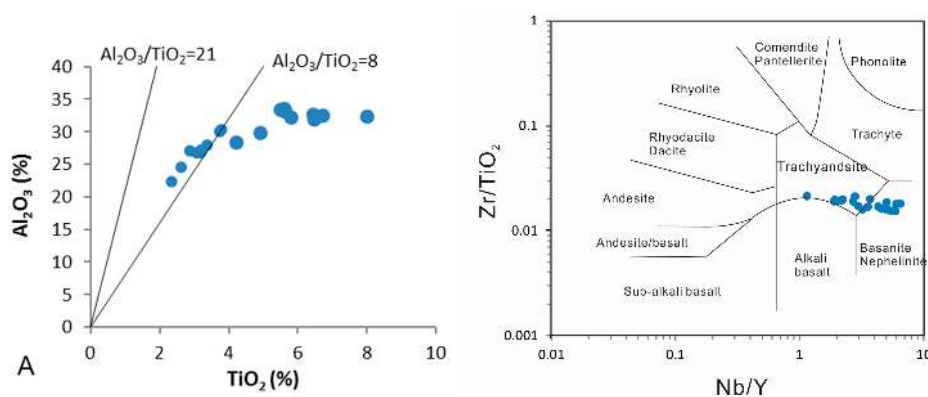 Al₂O₃/TiO₂=21
Al₂O₃/TiO₂=8
40
35
30
25
20
15
10
5
0
Al₂O₃ (%)
0
2
4
6
8
10
TiO₂ (%)
A
1
0.1
0.01
0.001
Zr/TiO₂
Comendite
Pantellerite
Phonolite
Rhyolite
Trachyte
Rhyodacite
Dacite
Trachyandsite
Andesite
Andesite/basalt
Alkali
basalt
Basanite
Nephelinite
Sub-alkali basalt
0.01
0.1
1
10
Nb/Y